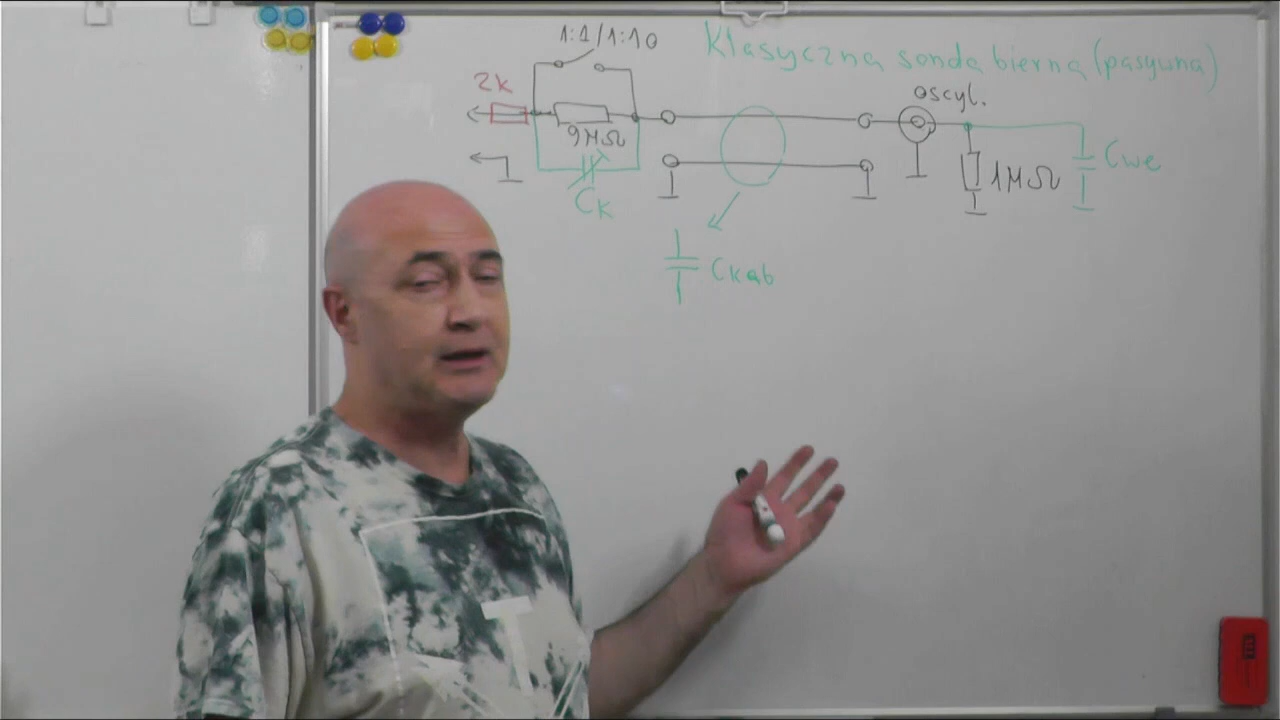 Klasyczna sonda bierna (pasywna)
1:1/1:10
2k
9MΩ
Ck
Ckab
oscyl.
1MΩ
Cwe